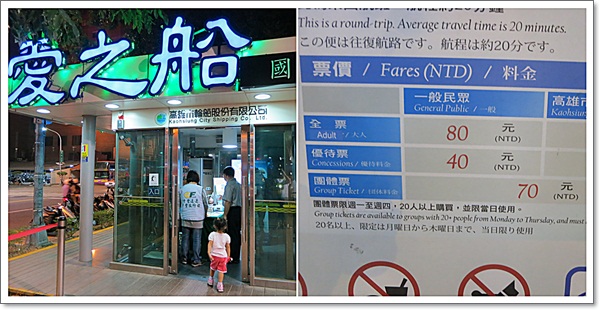 愛之船 國
高雄市輪船股份有限公司
Kaohsiung City Shipping Co., Ltd.
入口
This is a round-trip. Average travel time is 20 minutes.
この便は往復航路です。航程は約20分です。
票價 / Fares (NTD) / 料金
一般民眾
General Public / 一般
高雄市
Kaohsiun
全票
Adult / 大人
80 元
(NTD)
優待票
Concessions / 優待料金
40 元
(NTD)
團體票
Group Ticket / 団体料金
70 元
(NTD)
團體票限週一至週四，20人以上購買，並限當日使用。
Group tickets are available to groups with 20+ people from Monday to Thursday, and must
20名以上、限定は月曜日から木曜日まで、当日限り使用